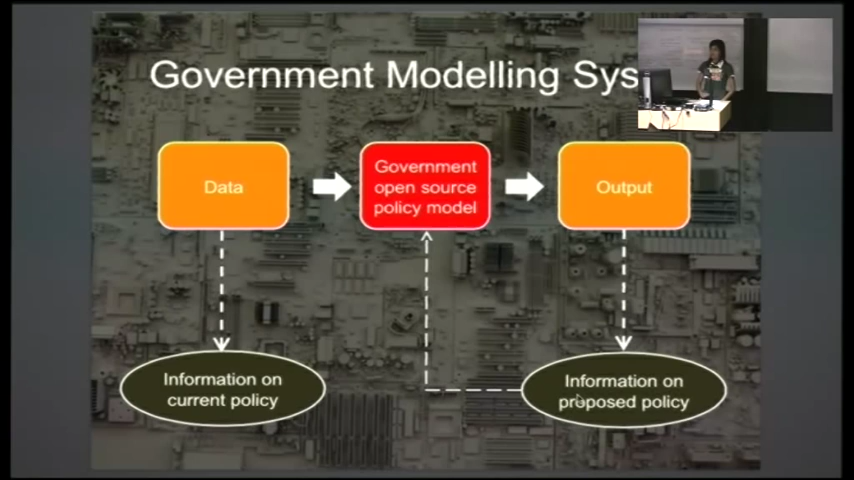 Government Modelling Sys
Data
Government
open source
policy model
Output
Information on
current policy
Information on
proposed policy